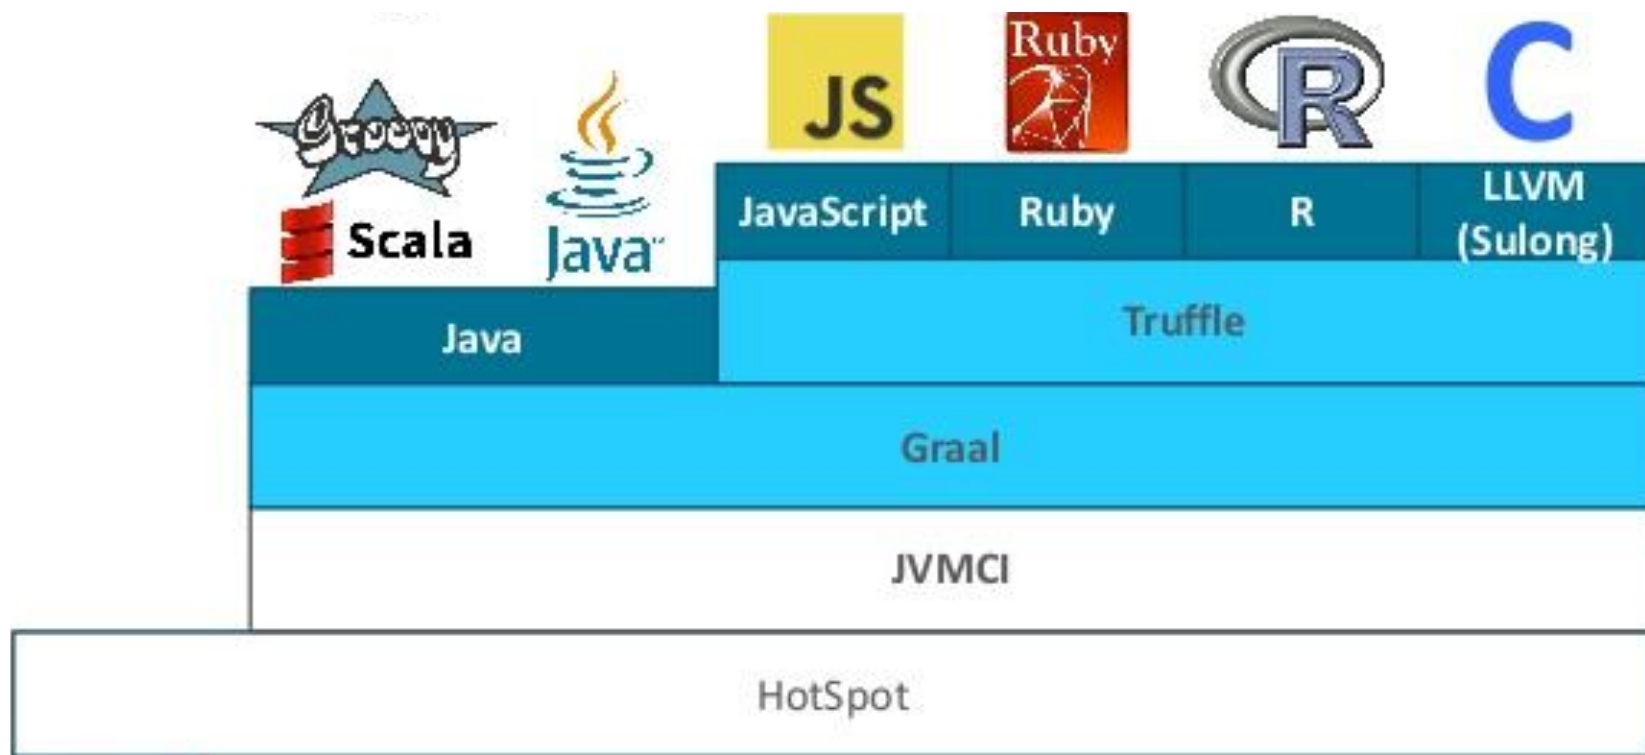 JS
Ruby
R
C
Groovy
Scala
Java
JavaScript
Ruby
R
LLVM
(Sulong)
Java
Truffle
Graal
JVMCI
HotSpot